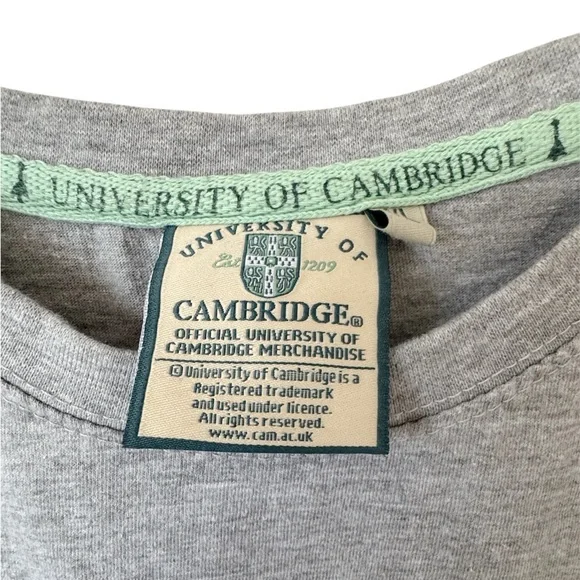 UNIVERSITY OF CAMBRIDGE
UNIVERSITY OF
Est 1209
CAMBRIDGE®
OFFICIAL UNIVERSITY OF
CAMBRIDGE MERCHANDISE
© University of Cambridge is a
Registered trademark
and used under licence.
All rights reserved.
www.cam.ac.uk